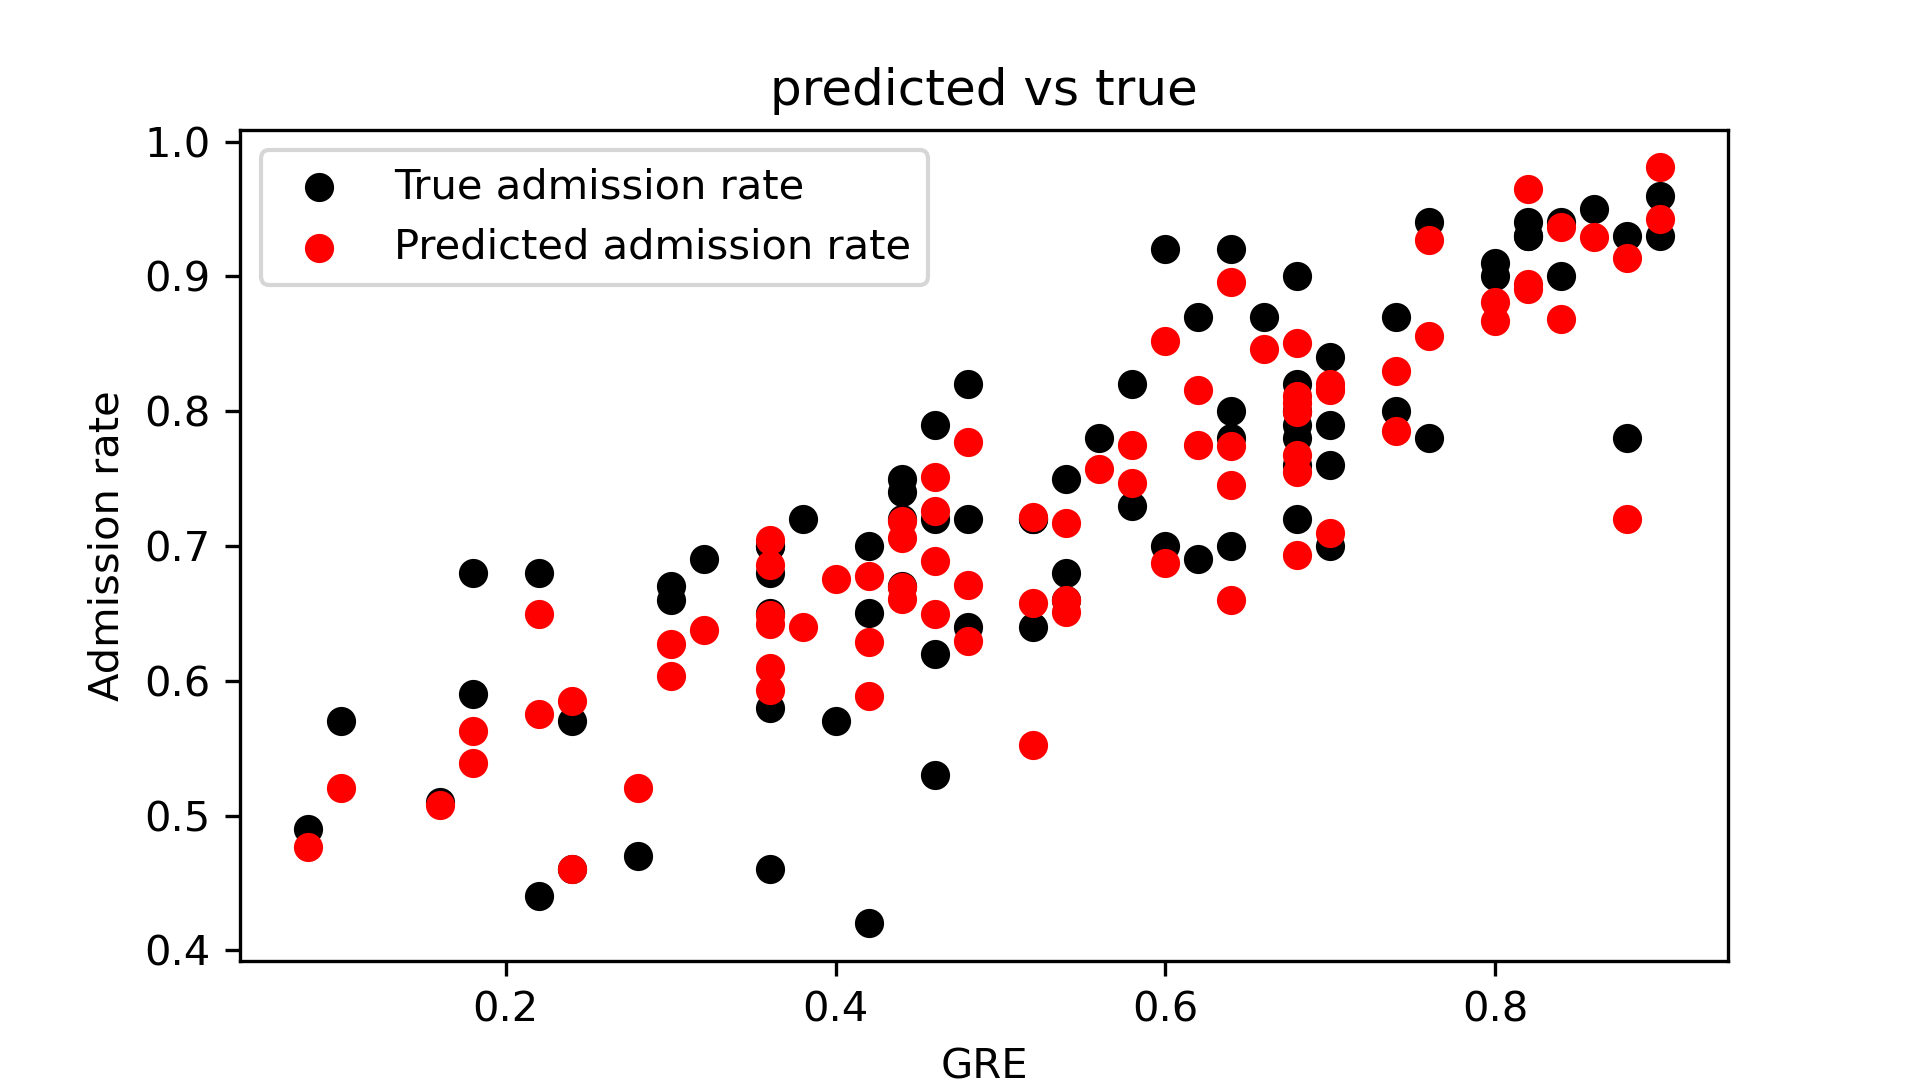 predicted vs true
True admission rate
Predicted admission rate
1.0
0.9
0.8
0.7
0.6
0.5
0.4
Admission rate
0.2 0.4 0.6 0.8
GRE